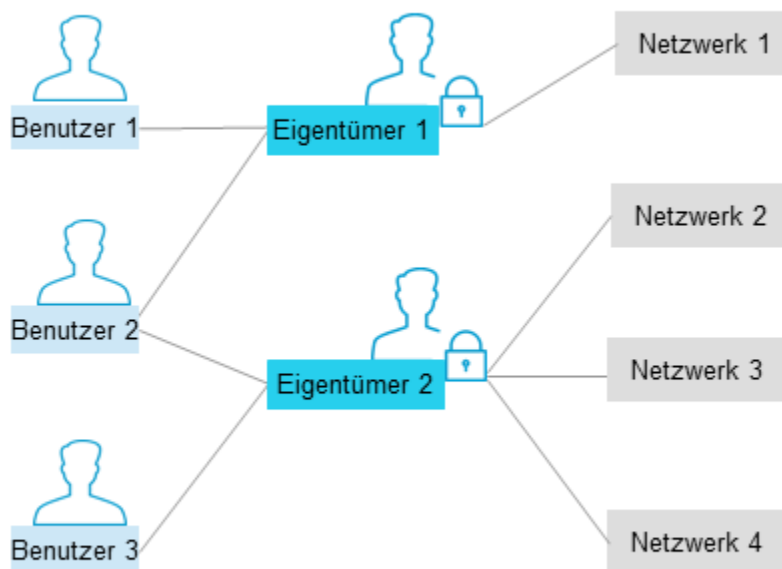 Netzwerk 1
Benutzer 1
Eigentümer 1
Netzwerk 2
Benutzer 2
Eigentümer 2
Netzwerk 3
Benutzer 3
Netzwerk 4